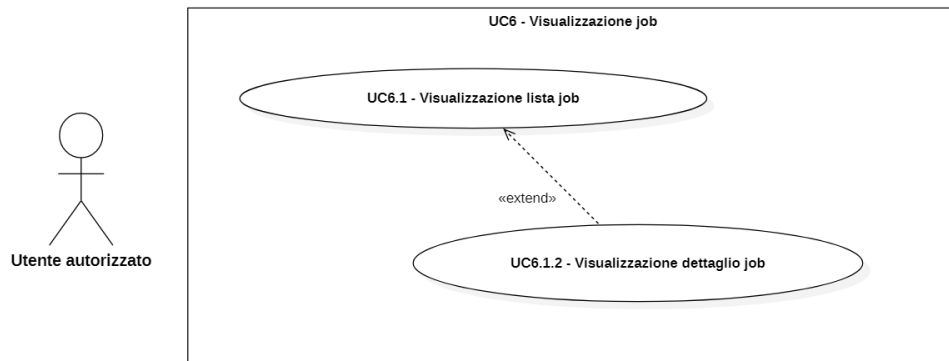 UC6 - Visualizzazione job
UC6.1 - Visualizzazione lista job
«extend»
Utente autorizzato
UC6.1.2 - Visualizzazione dettaglio job